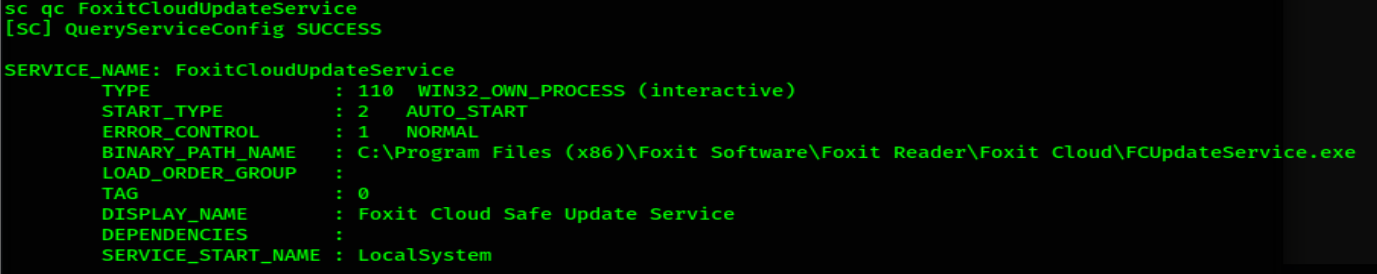 sc qc FoxitCloudUpdateService
[SC] QueryServiceConfig SUCCESS

SERVICE_NAME: FoxitCloudUpdateService
        TYPE               : 110  WIN32_OWN_PROCESS (interactive)
        START_TYPE         : 2   AUTO_START
        ERROR_CONTROL      : 1   NORMAL
        BINARY_PATH_NAME   : C:\Program Files (x86)\Foxit Software\Foxit Reader\Foxit Cloud\FCUpdateService.exe
        LOAD_ORDER_GROUP   :
        TAG                : 0
        DISPLAY_NAME       : Foxit Cloud Safe Update Service
        DEPENDENCIES       :
        SERVICE_START_NAME : LocalSystem